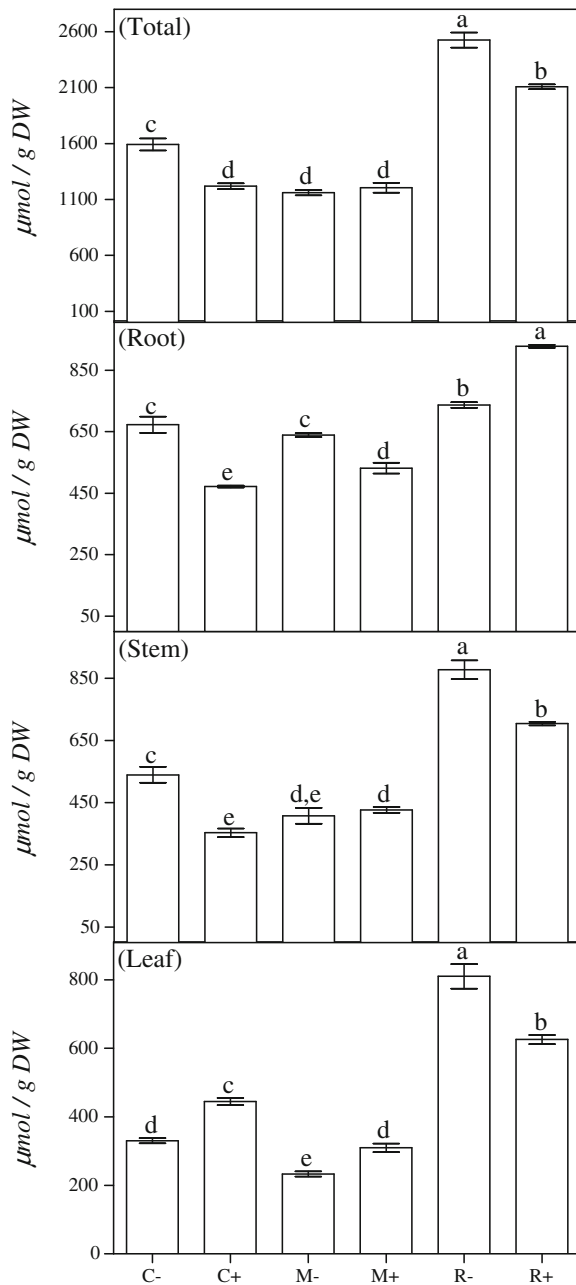 (Total)
2600
2100
1600
1100
600
100
μmol / g DW
c
d
d
d
a
b
(Root)
850
650
450
250
50
μmol / g DW
c
e
c
d
b
a
(Stem)
850
650
450
250
50
μmol / g DW
c
e
d,e
d
a
b
(Leaf)
800
600
400
200
0
μmol / g DW
d
c
e
d
a
b
C- C+ M- M+ R- R+